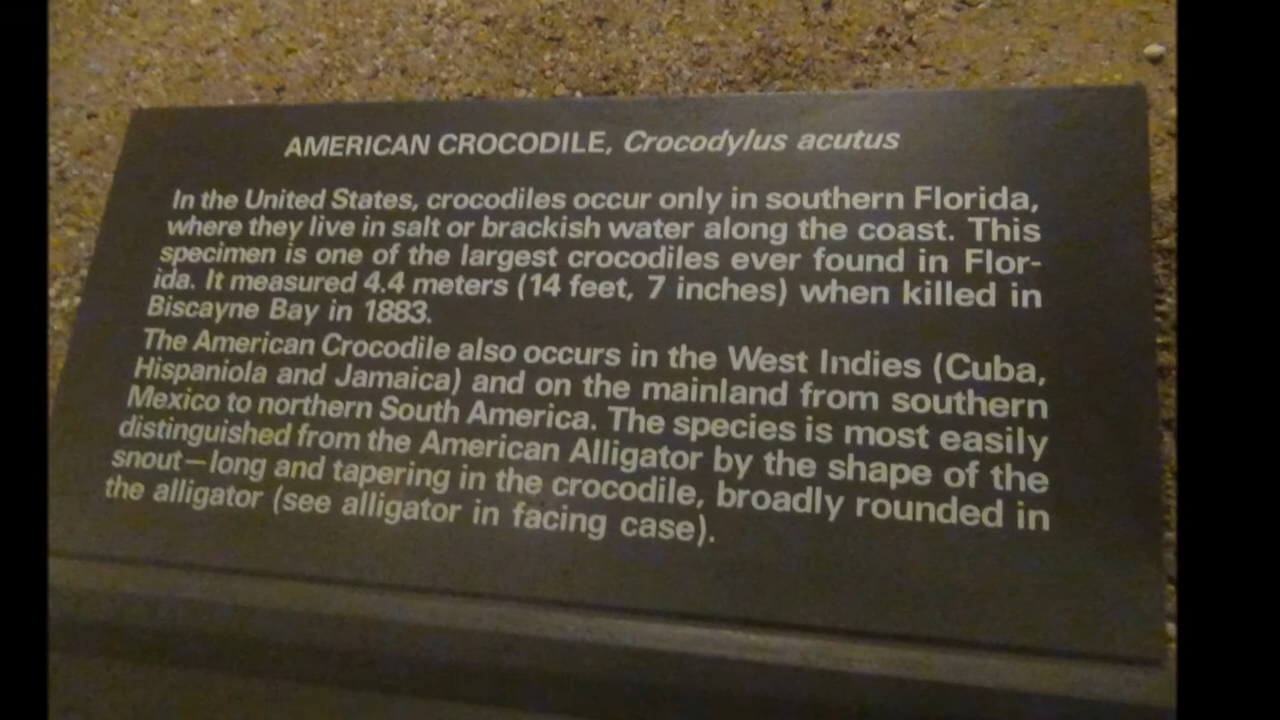 AMERICAN CROCODILE, Crocodylus acutus
In the United States, crocodiles occur only in southern Florida,
where they live in salt or brackish water along the coast. This
specimen is one of the largest crocodiles ever found in Flor-
ida. It measured 4.4 meters (14 feet, 7 inches) when killed in
Biscayne Bay in 1883.
The American Crocodile also occurs in the West Indies (Cuba,
Hispaniola and Jamaica) and on the mainland from southern
Mexico to northern South America. The species is most easily
distinguished from the American Alligator by the shape of the
snout—long and tapering in the crocodile, broadly rounded in
the alligator (see alligator in facing case).